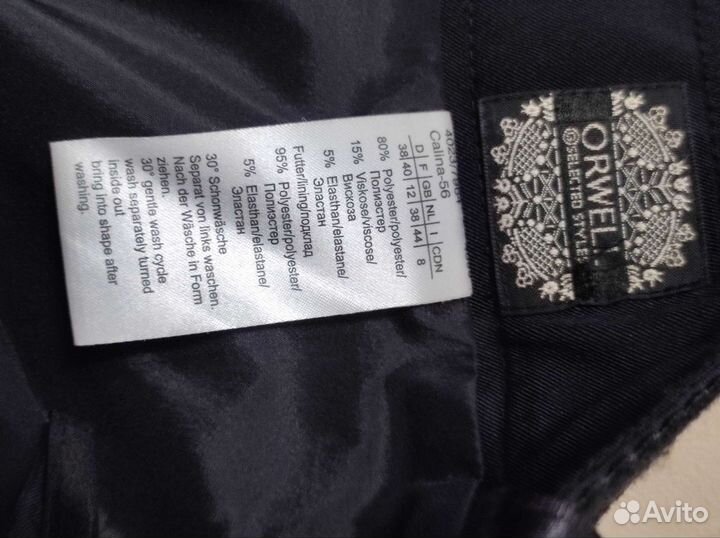 Calina-56
D | F | GB | NL | I | CDN
38 | 40 | 12 | 38 | 44 | 8
80% Polyester/polyester/
Полиэстер
15% Viskose/viscose/
Вискоза
5% Elasthan/elastane/
Эластан
Futter/lining/подклад
95% Polyester/polyester/
Полиэстер
5% Elasthan/elastane/
Эластан
30° Schonwäsche
Separat von links waschen.
Nach der Wäsche in Form
ziehen.
30° gentle wash cycle
wash separately turned
inside out
bring into shape after
washing.
ORWELL
SELECTED STYLE
Avito